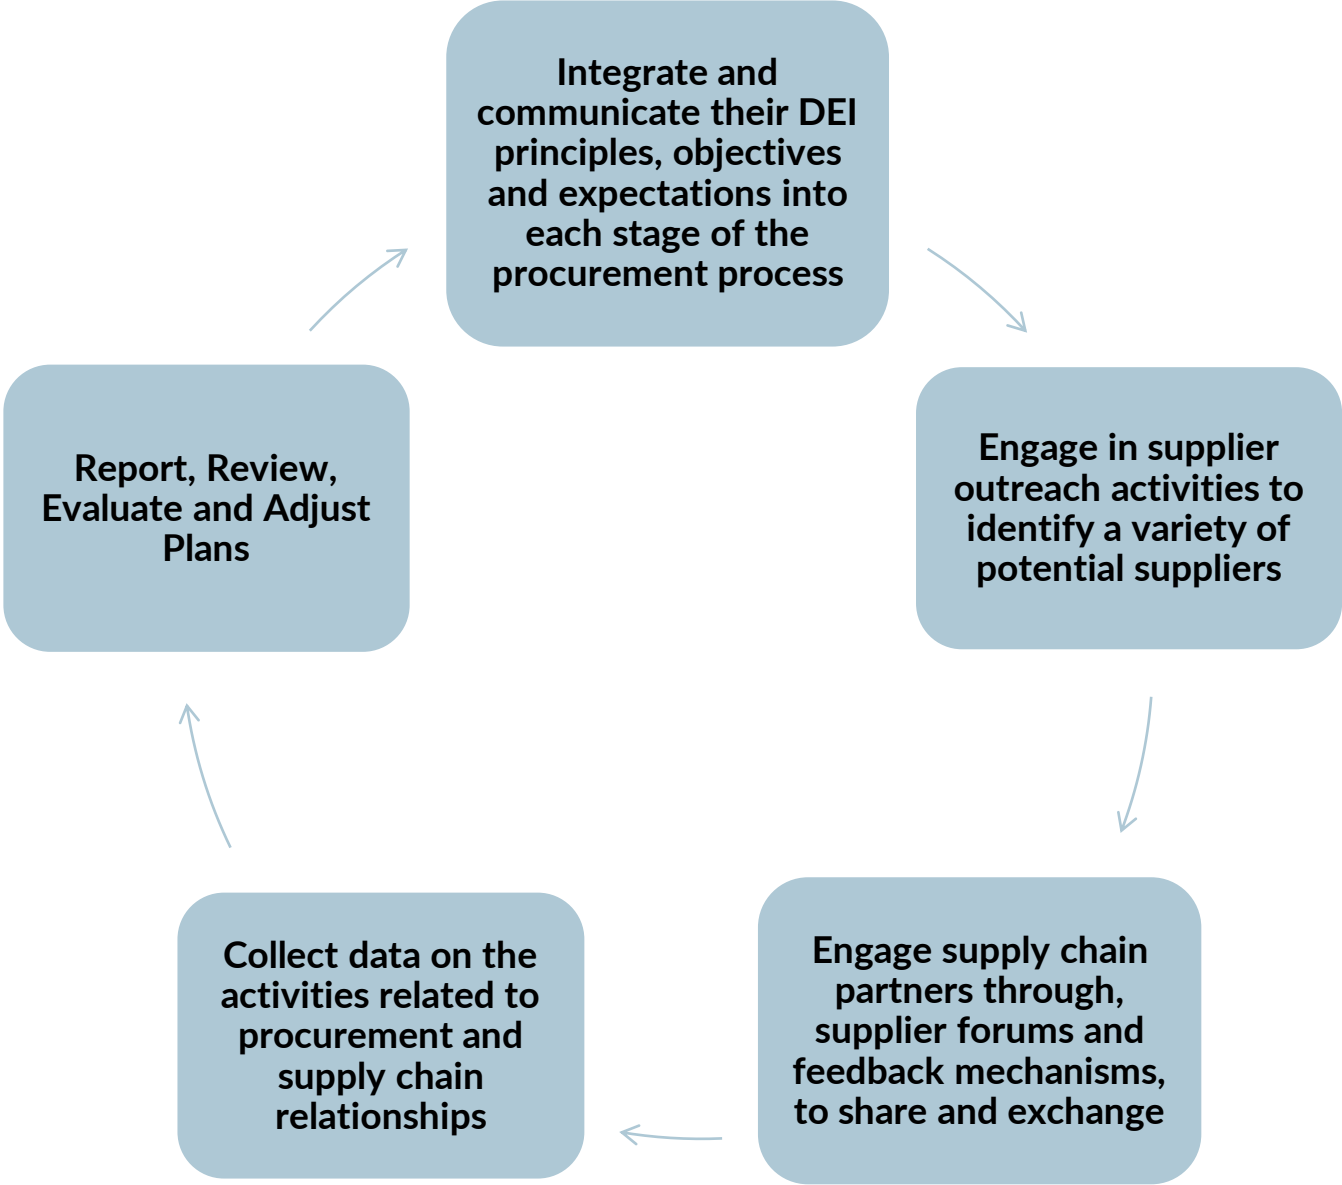 Integrate and
communicate their DEI
principles, objectives
and expectations into
each stage of the
procurement process
Engage in supplier
outreach activities to
identify a variety of
potential suppliers
Engage supply chain
partners through,
supplier forums and
feedback mechanisms,
to share and exchange
Collect data on the
activities related to
procurement and
supply chain
relationships
Report, Review,
Evaluate and Adjust
Plans